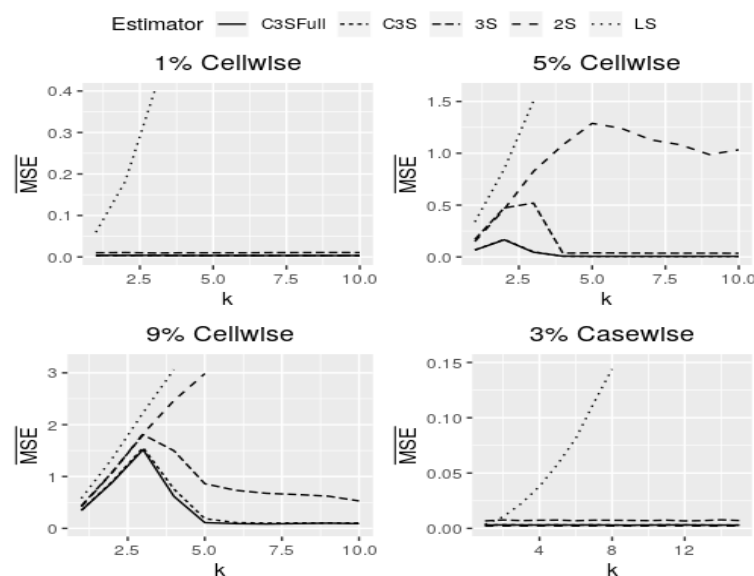 Estimator C3SFull C3S 3S 2S LS
1% Cellwise
0.4
0.3
0.2
0.1
0.0
MSE
2.5 5.0 7.5 10.0
k
5% Cellwise
1.5
1.0
0.5
0.0
MSE
2.5 5.0 7.5 10.0
k
9% Cellwise
3
2
1
0
MSE
2.5 5.0 7.5 10.0
k
3% Casewise
0.15
0.10
0.05
0.00
MSE
4 8 12
k